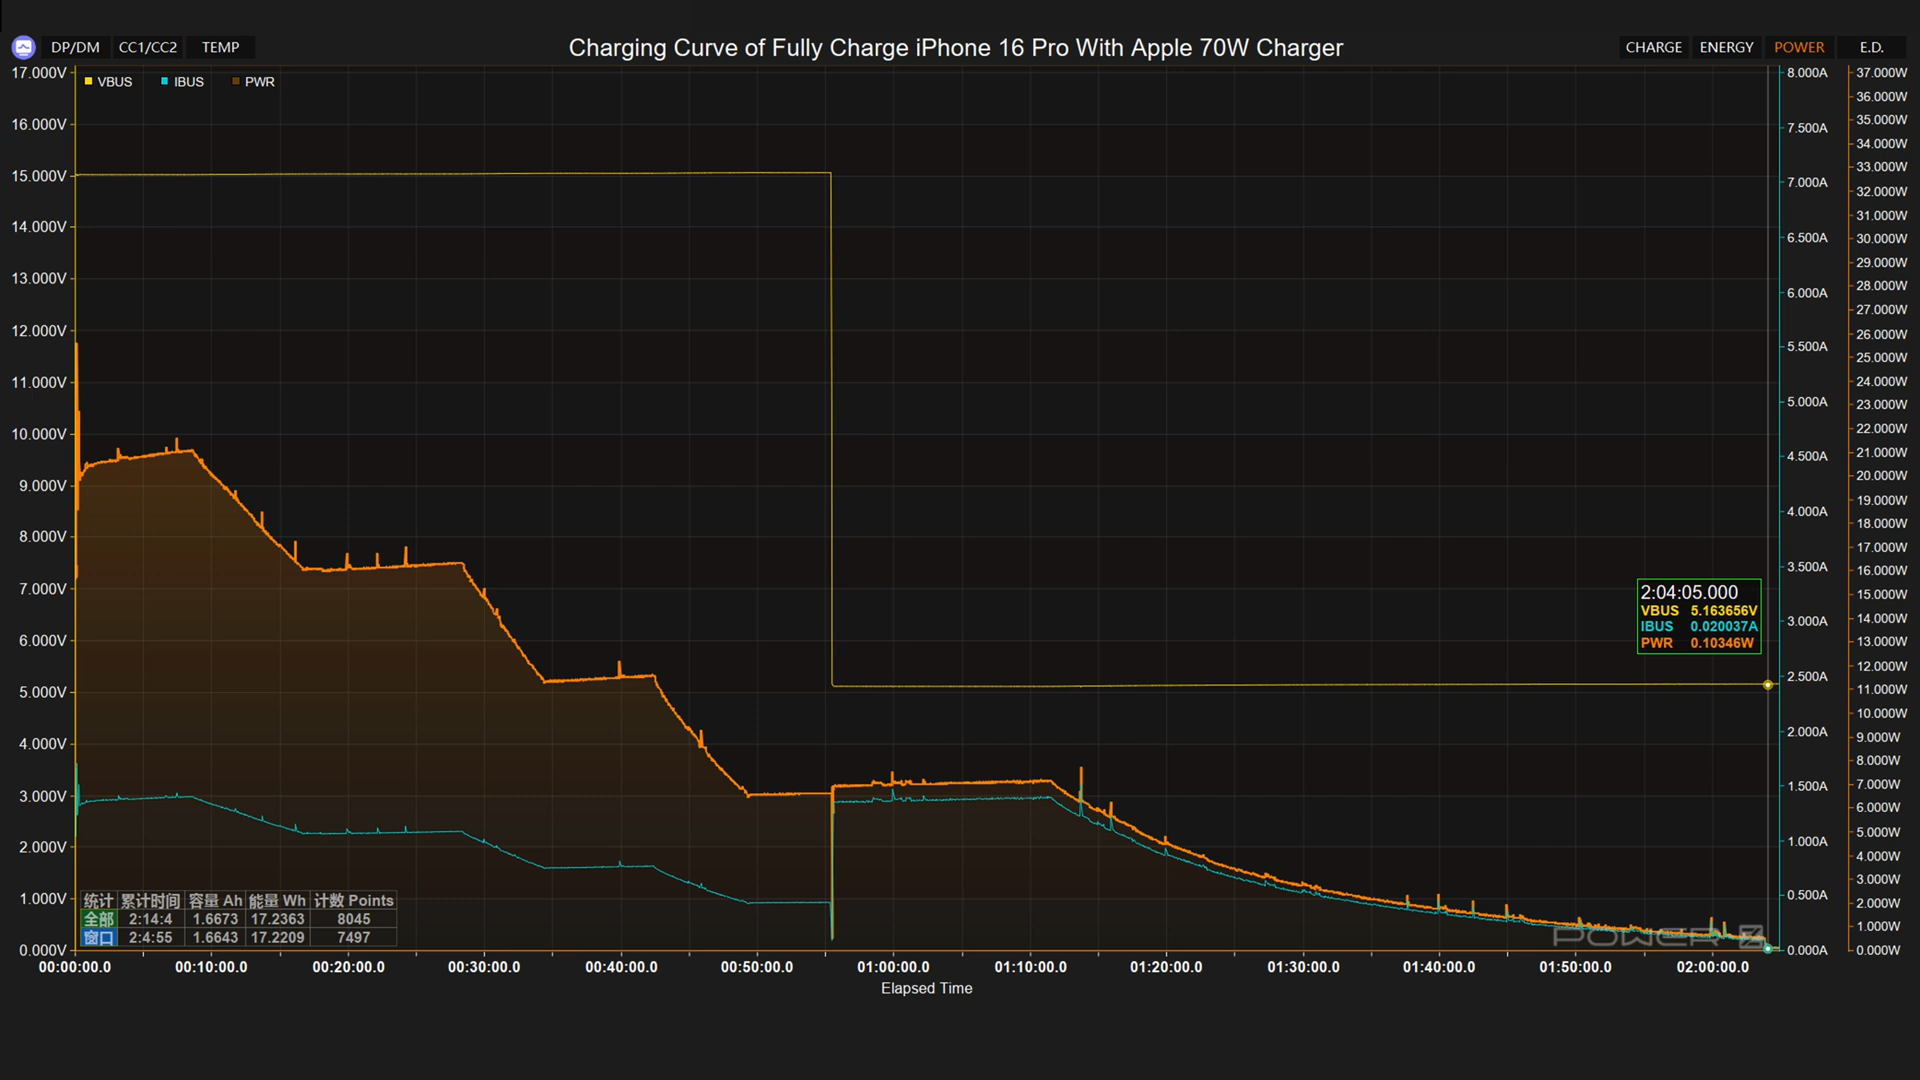 DP/DM CC1/CC2 TEMP Charging Curve of Fully Charge iPhone 16 Pro With Apple 70W Charger CHARGE ENERGY POWER E.D.
VBUS IBUS PWR
17.000V
16.000V
15.000V
14.000V
13.000V
12.000V
11.000V
10.000V
9.000V
8.000V
7.000V
6.000V
5.000V
4.000V
3.000V
2.000V
1.000V
0.000V
8.000A
7.500A
7.000A
6.500A
6.000A
5.500A
5.000A
4.500A
4.000A
3.500A
3.000A
2.500A
2.000A
1.500A
1.000A
0.500A
0.000A
37.000W
36.000W
35.000W
34.000W
33.000W
32.000W
31.000W
30.000W
29.000W
28.000W
27.000W
26.000W
25.000W
24.000W
23.000W
22.000W
21.000W
20.000W
19.000W
18.000W
17.000W
16.000W
15.000W
14.000W
13.000W
12.000W
11.000W
10.000W
9.000W
8.000W
7.000W
6.000W
5.000W
4.000W
3.000W
2.000W
1.000W
0.000W
2:04:05.000
VBUS 5.163656V
IBUS 0.020037A
PWR 0.10346W
统计 累计时间 容量 Ah 能量 Wh 计数 Points
全部 2:14:4 1.6673 17.2363 8045
窗口 2:4:55 1.6643 17.2209 7497
POWER Z
00:00:00.0 00:10:00.0 00:20:00.0 00:30:00.0 00:40:00.0 00:50:00.0 01:00:00.0 01:10:00.0 01:20:00.0 01:30:00.0 01:40:00.0 01:50:00.0 02:00:00.0
Elapsed Time